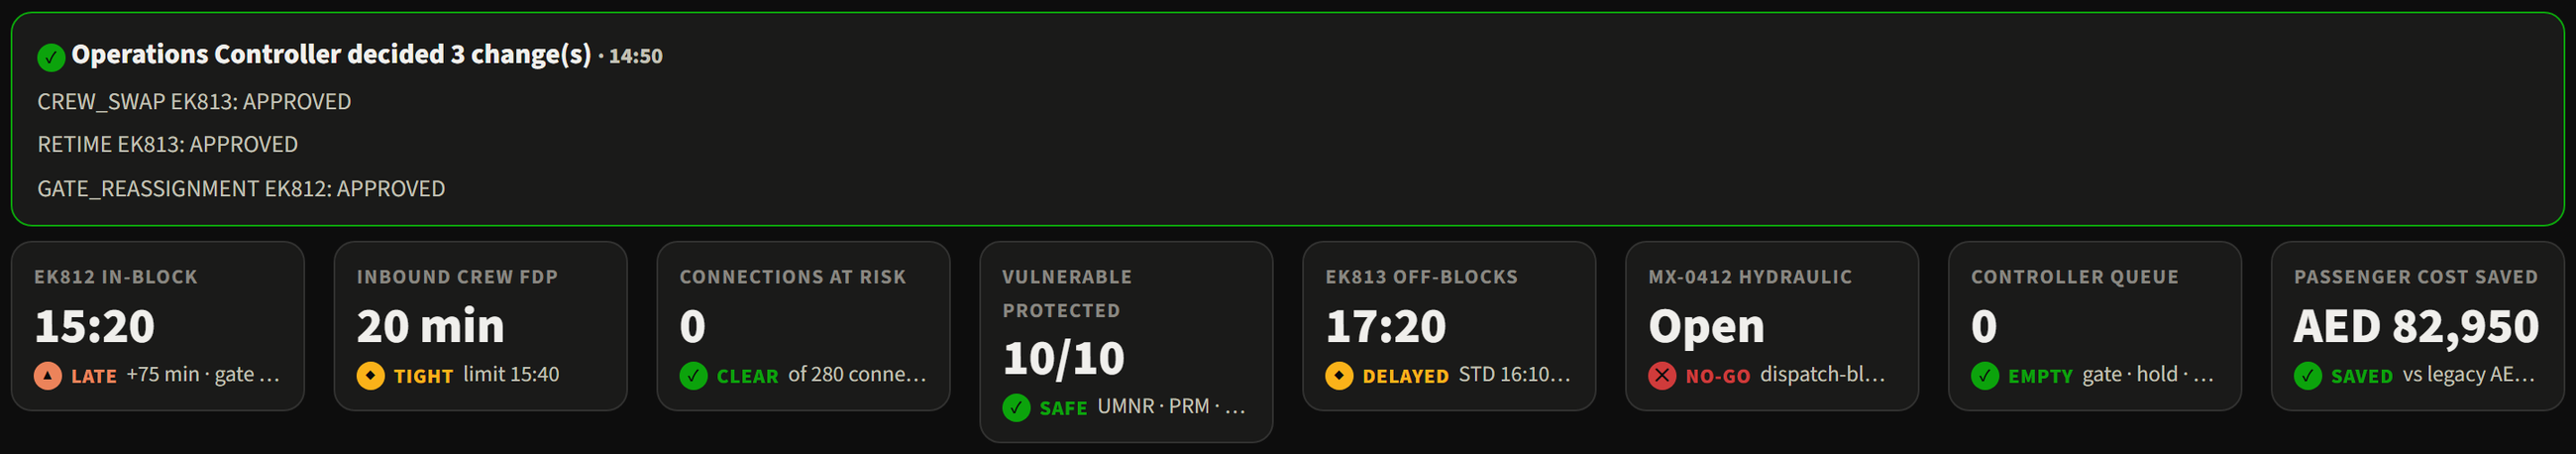 Operations Controller decided 3 change(s) · 14:50
CREW_SWAP EK813: APPROVED
RETIME EK813: APPROVED
GATE_REASSIGNMENT EK812: APPROVED
EK812 IN-BLOCK
15:20
LATE +75 min · gate …
INBOUND CREW FDP
20 min
TIGHT limit 15:40
CONNECTIONS AT RISK
0
CLEAR of 280 conne…
VULNERABLE
PROTECTED
10/10
SAFE UMNR · PRM · …
EK813 OFF-BLOCKS
17:20
DELAYED STD 16:10…
MX-0412 HYDRAULIC
Open
NO-GO dispatch-bl…
CONTROLLER QUEUE
0
EMPTY gate · hold · …
PASSENGER COST SAVED
AED 82,950
SAVED vs legacy AE…